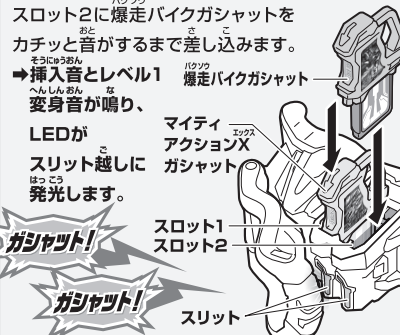 スロット2に爆走バイクガシャットを
カチッと音がするまで差し込みます。
➡挿入音とレベル1
変身音が鳴り、
LEDが
スリット越しに
発光します。
爆走バイクガシャット
マイティ
アクションX
ガシャット
スロット1
スロット2
ガシャット!
ガシャット!
スリット